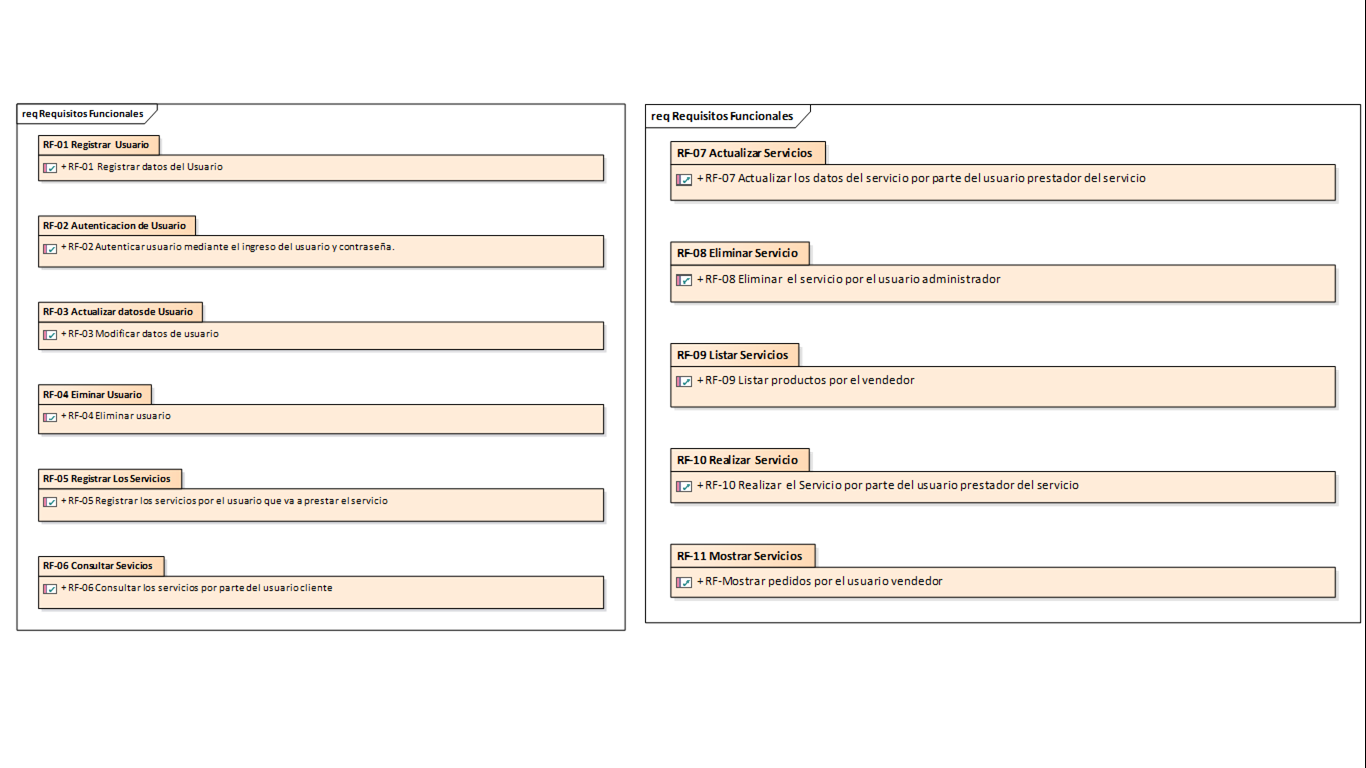 req Requisitos Funcionales
RF-01 Registrar Usuario
+ RF-01 Registrar datos del Usuario
RF-02 Autenticacion de Usuario
+ RF-02 Autenticar usuario mediante el ingreso del usuario y contraseña.
RF-03 Actualizar datos de Usuario
+ RF-03 Modificar datos de usuario
RF-04 Eiminar Usuario
+ RF-04 Eliminar usuario
RF-05 Registrar Los Servicios
+ RF-05 Registrar los servicios por el usuario que va a prestar el servicio
RF-06 Consultar Sevicios
+ RF-06 Consultar los servicios por parte del usuario cliente
req Requisitos Funcionales
RF-07 Actualizar Servicios
+ RF-07 Actualizar los datos del servicio por parte del usuario prestador del servicio
RF-08 Eliminar Servicio
+ RF-08 Eliminar el servicio por el usuario administrador
RF-09 Listar Servicios
+ RF-09 Listar productos por el vendedor
RF-10 Realizar Servicio
+ RF-10 Realizar el Servicio por parte del usuario prestador del servicio
RF-11 Mostrar Servicios
+ RF-Mostrar pedidos por el usuario vendedor